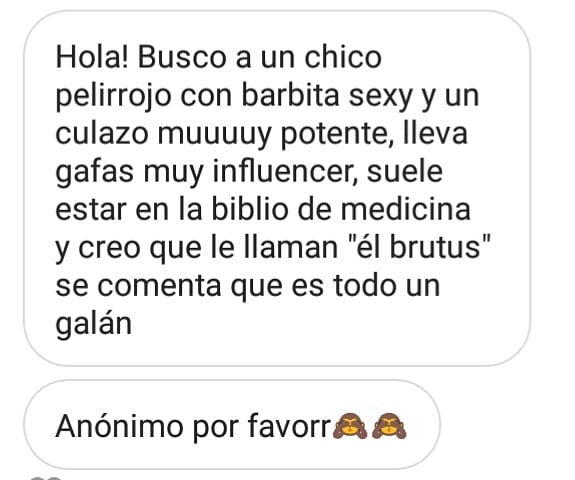 Hola! Busco a un chico
pelirrojo con barbita sexy y un
culazo muuuuy potente, lleva
gafas muy influencer, suele
estar en la biblio de medicina
y creo que le llaman "él brutus"
se comenta que es todo un
galán
Anónimo por favorr🙈🙈